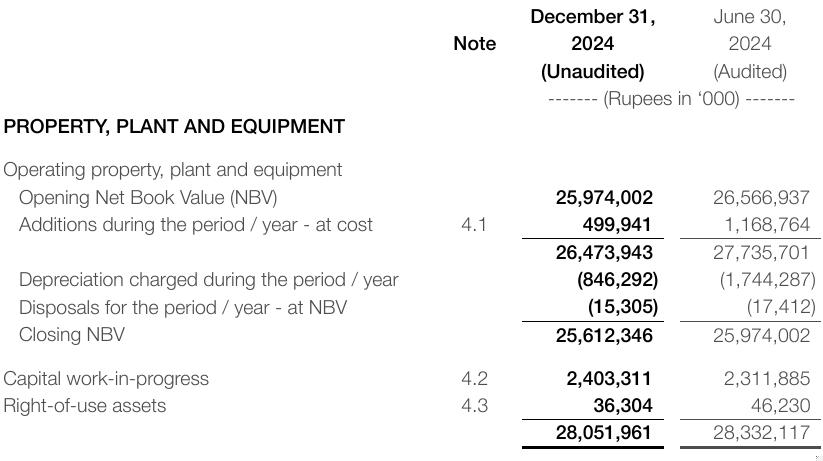 December 31, June 30,
Note 2024 2024
(Unaudited) (Audited)
------- (Rupees in ‘000) -------
PROPERTY, PLANT AND EQUIPMENT
Operating property, plant and equipment
Opening Net Book Value (NBV) 25,974,002 26,566,937
Additions during the period / year - at cost 4.1 499,941 1,168,764
26,473,943 27,735,701
Depreciation charged during the period / year (846,292) (1,744,287)
Disposals for the period / year - at NBV (15,305) (17,412)
Closing NBV 25,612,346 25,974,002
Capital work-in-progress 4.2 2,403,311 2,311,885
Right-of-use assets 4.3 36,304 46,230
28,051,961 28,332,117